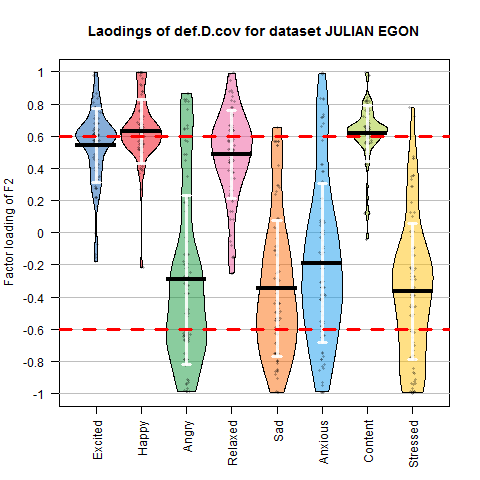 Laodings of def.D.cov for dataset JULIAN EGON
Factor loading of F2
1
0.8
0.6
0.4
0.2
0
-0.2
-0.4
-0.6
-0.8
-1
Excited
Happy
Angry
Relaxed
Sad
Anxious
Content
Stressed